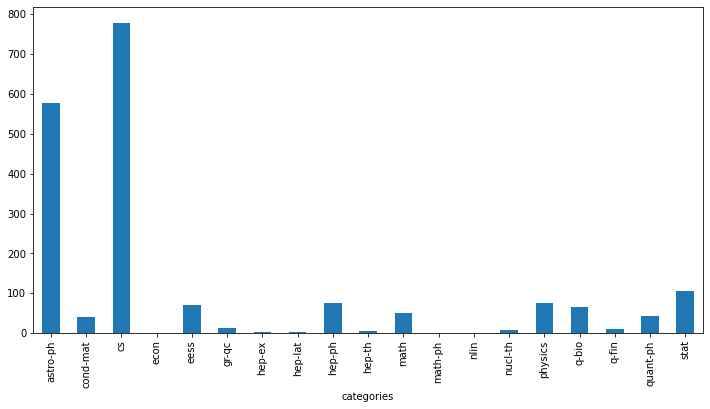 800
700
600
500
400
300
200
100
0
astro-ph
cond-mat
cs
econ
eess
gr-qc
hep-ex
hep-lat
hep-ph
hep-th
math
math-ph
nlin
nucl-th
physics
q-bio
q-fin
quant-ph
stat
categories